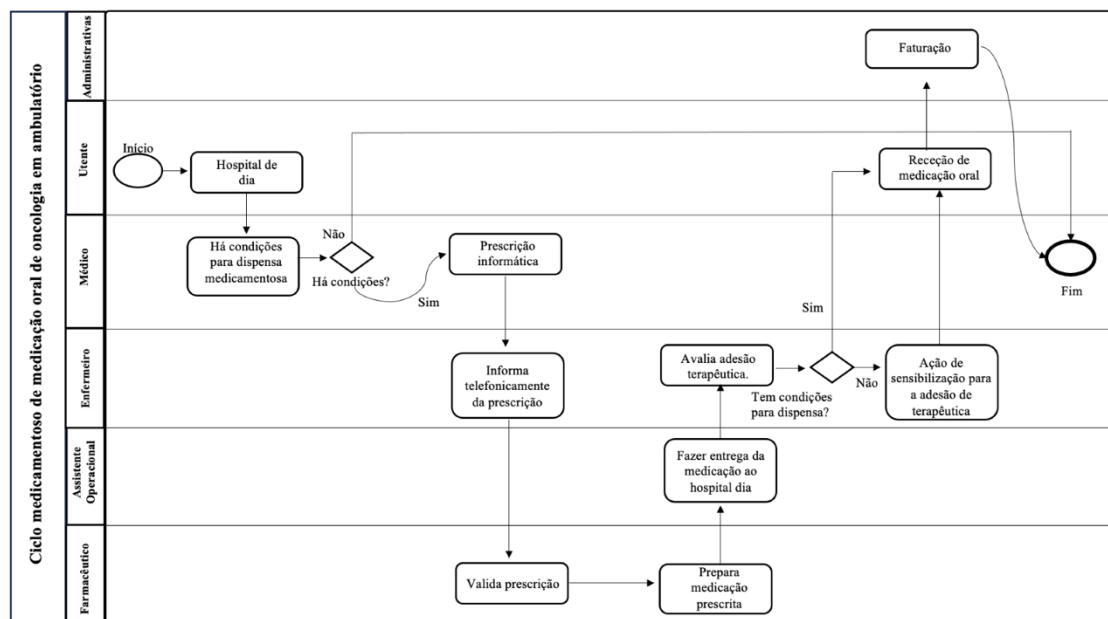 Ciclo medicamentoso de medicação oral de oncologia em ambulatório
Administrativas
Faturação
Utente
Início
Hospital de
dia
Receção de
medicação oral
Médico
Há condições
para dispensa
medicamentosa
Não
Há condições?
Sim
Prescrição
informática
Sim
Fim
Enfermeiro
Informa
telefonicamente
da prescrição
Avalia adesão
terapêutica.
Tem condições
para dispensa?
Não
Ação de
sensibilização para
a adesão de
terapêutica
Assistente
Operacional
Fazer entrega da
medicação ao
hospital dia
Farmacêutico
Valida prescrição
Prepara
medicação
prescrita